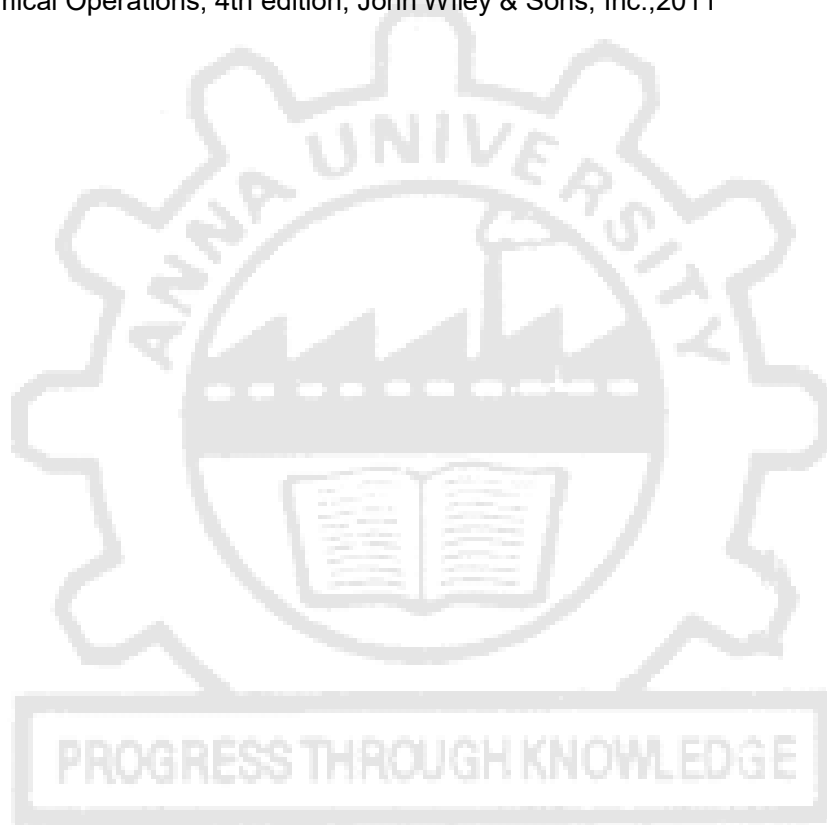 nical Operations, 4th edition, John Wiley & Sons, Inc.,2011
ANNA UNIVERSITY
PROGRESS THROUGH KNOWLEDGE